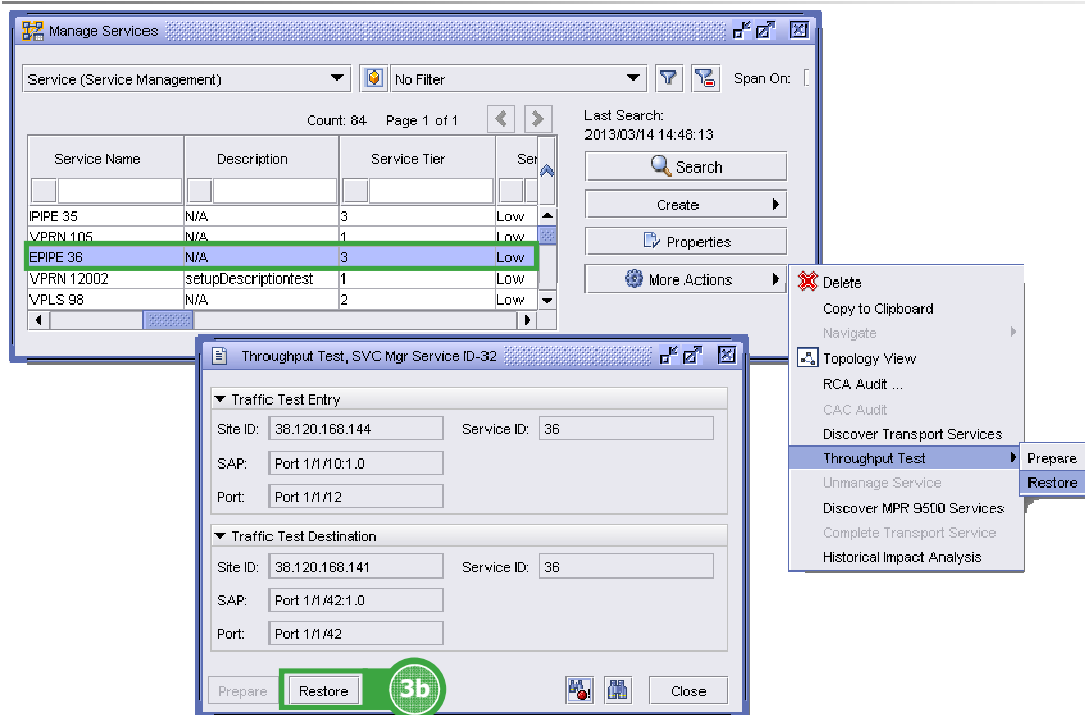 Manage Services
Service (Service Management)
No Filter
Span On:
Count: 84 Page 1 of 1
Last Search:
2013/03/14 14:48:13
Service Name Description Service Tier Ser
Search
Create
Properties
More Actions
IPIPE 35 N/A 3 Low
VPRN 105 N/A 1 Low
EPIPE 36 N/A 3 Low
VPRN 12002 setupDescriptiontest 1 Low
VPLS 98 N/A 2 Low
Delete
Copy to Clipboard
Navigate
Topology View
RCA Audit ...
CAC Audit
Discover Transport Services
Throughput Test
Unmanage Service
Discover MPR 9500 Services
Complete Transport Service
Historical Impact Analysis
Prepare
Restore
Throughput Test, SVC Mgr Service ID-32
Traffic Test Entry
Site ID: 38.120.168.144 Service ID: 36
SAP: Port 1/1/10:1.0
Port: Port 1/1/12
Traffic Test Destination
Site ID: 38.120.168.141 Service ID: 36
SAP: Port 1/1/42:1.0
Port: Port 1/1/42
Prepare Restore 3b Close